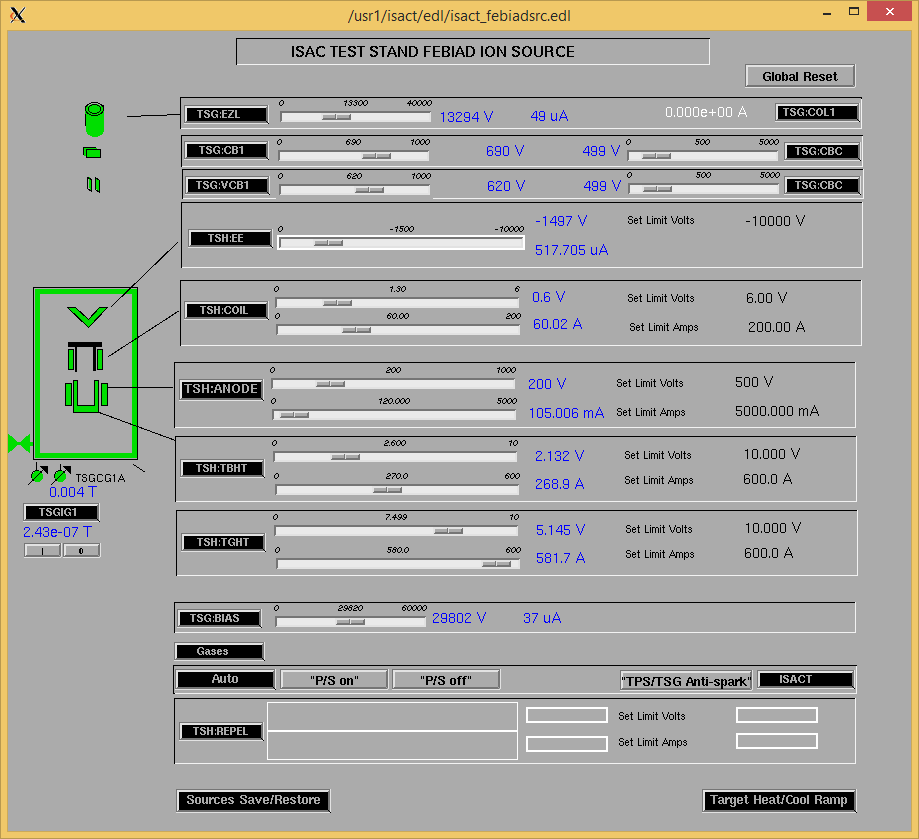 /usr1/isact/edl/isact_febiadsrc.edl
ISAC TEST STAND FEBIAD ION SOURCE
Global Reset
TSG:EZL 0 13300 40000 13294 V 49 uA 0.000e+00 A TSG:COL1
TSG:CB1 0 690 1000 690 V 499 V 0 500 5000 TSG:CBC
TSG:VCB1 0 620 1000 620 V 499 V 0 500 5000 TSG:CBC
TSH:EE 0 -1500 -10000 -1497 V Set Limit Volts -10000 V
517.705 uA
TSH:COIL 0 1.30 6 0.6 V Set Limit Volts 6.00 V
0 60.00 200 60.02 A Set Limit Amps 200.00 A
TSH:ANODE 0 200 1000 200 V Set Limit Volts 500 V
0 120.000 5000 105.006 mA Set Limit Amps 5000.000 mA
TSH:TBHT 0 2.600 10 2.132 V Set Limit Volts 10.000 V
0 270.0 600 268.9 A Set Limit Amps 600.0 A
TSGCG1A
0.004 T
TSGIG1
2.43e-07 T
I 0
TSH:TGHT 0 7.499 10 5.145 V Set Limit Volts 10.000 V
0 580.0 600 581.7 A Set Limit Amps 600.0 A
TSG:BIAS 0 29820 60000 29802 V 37 uA
Gases
Auto "P/S on" "P/S off" "TPS/TSG Anti-spark" ISACT
TSH:REPEL Set Limit Volts
Set Limit Amps
Sources Save/Restore Target Heat/Cool Ramp